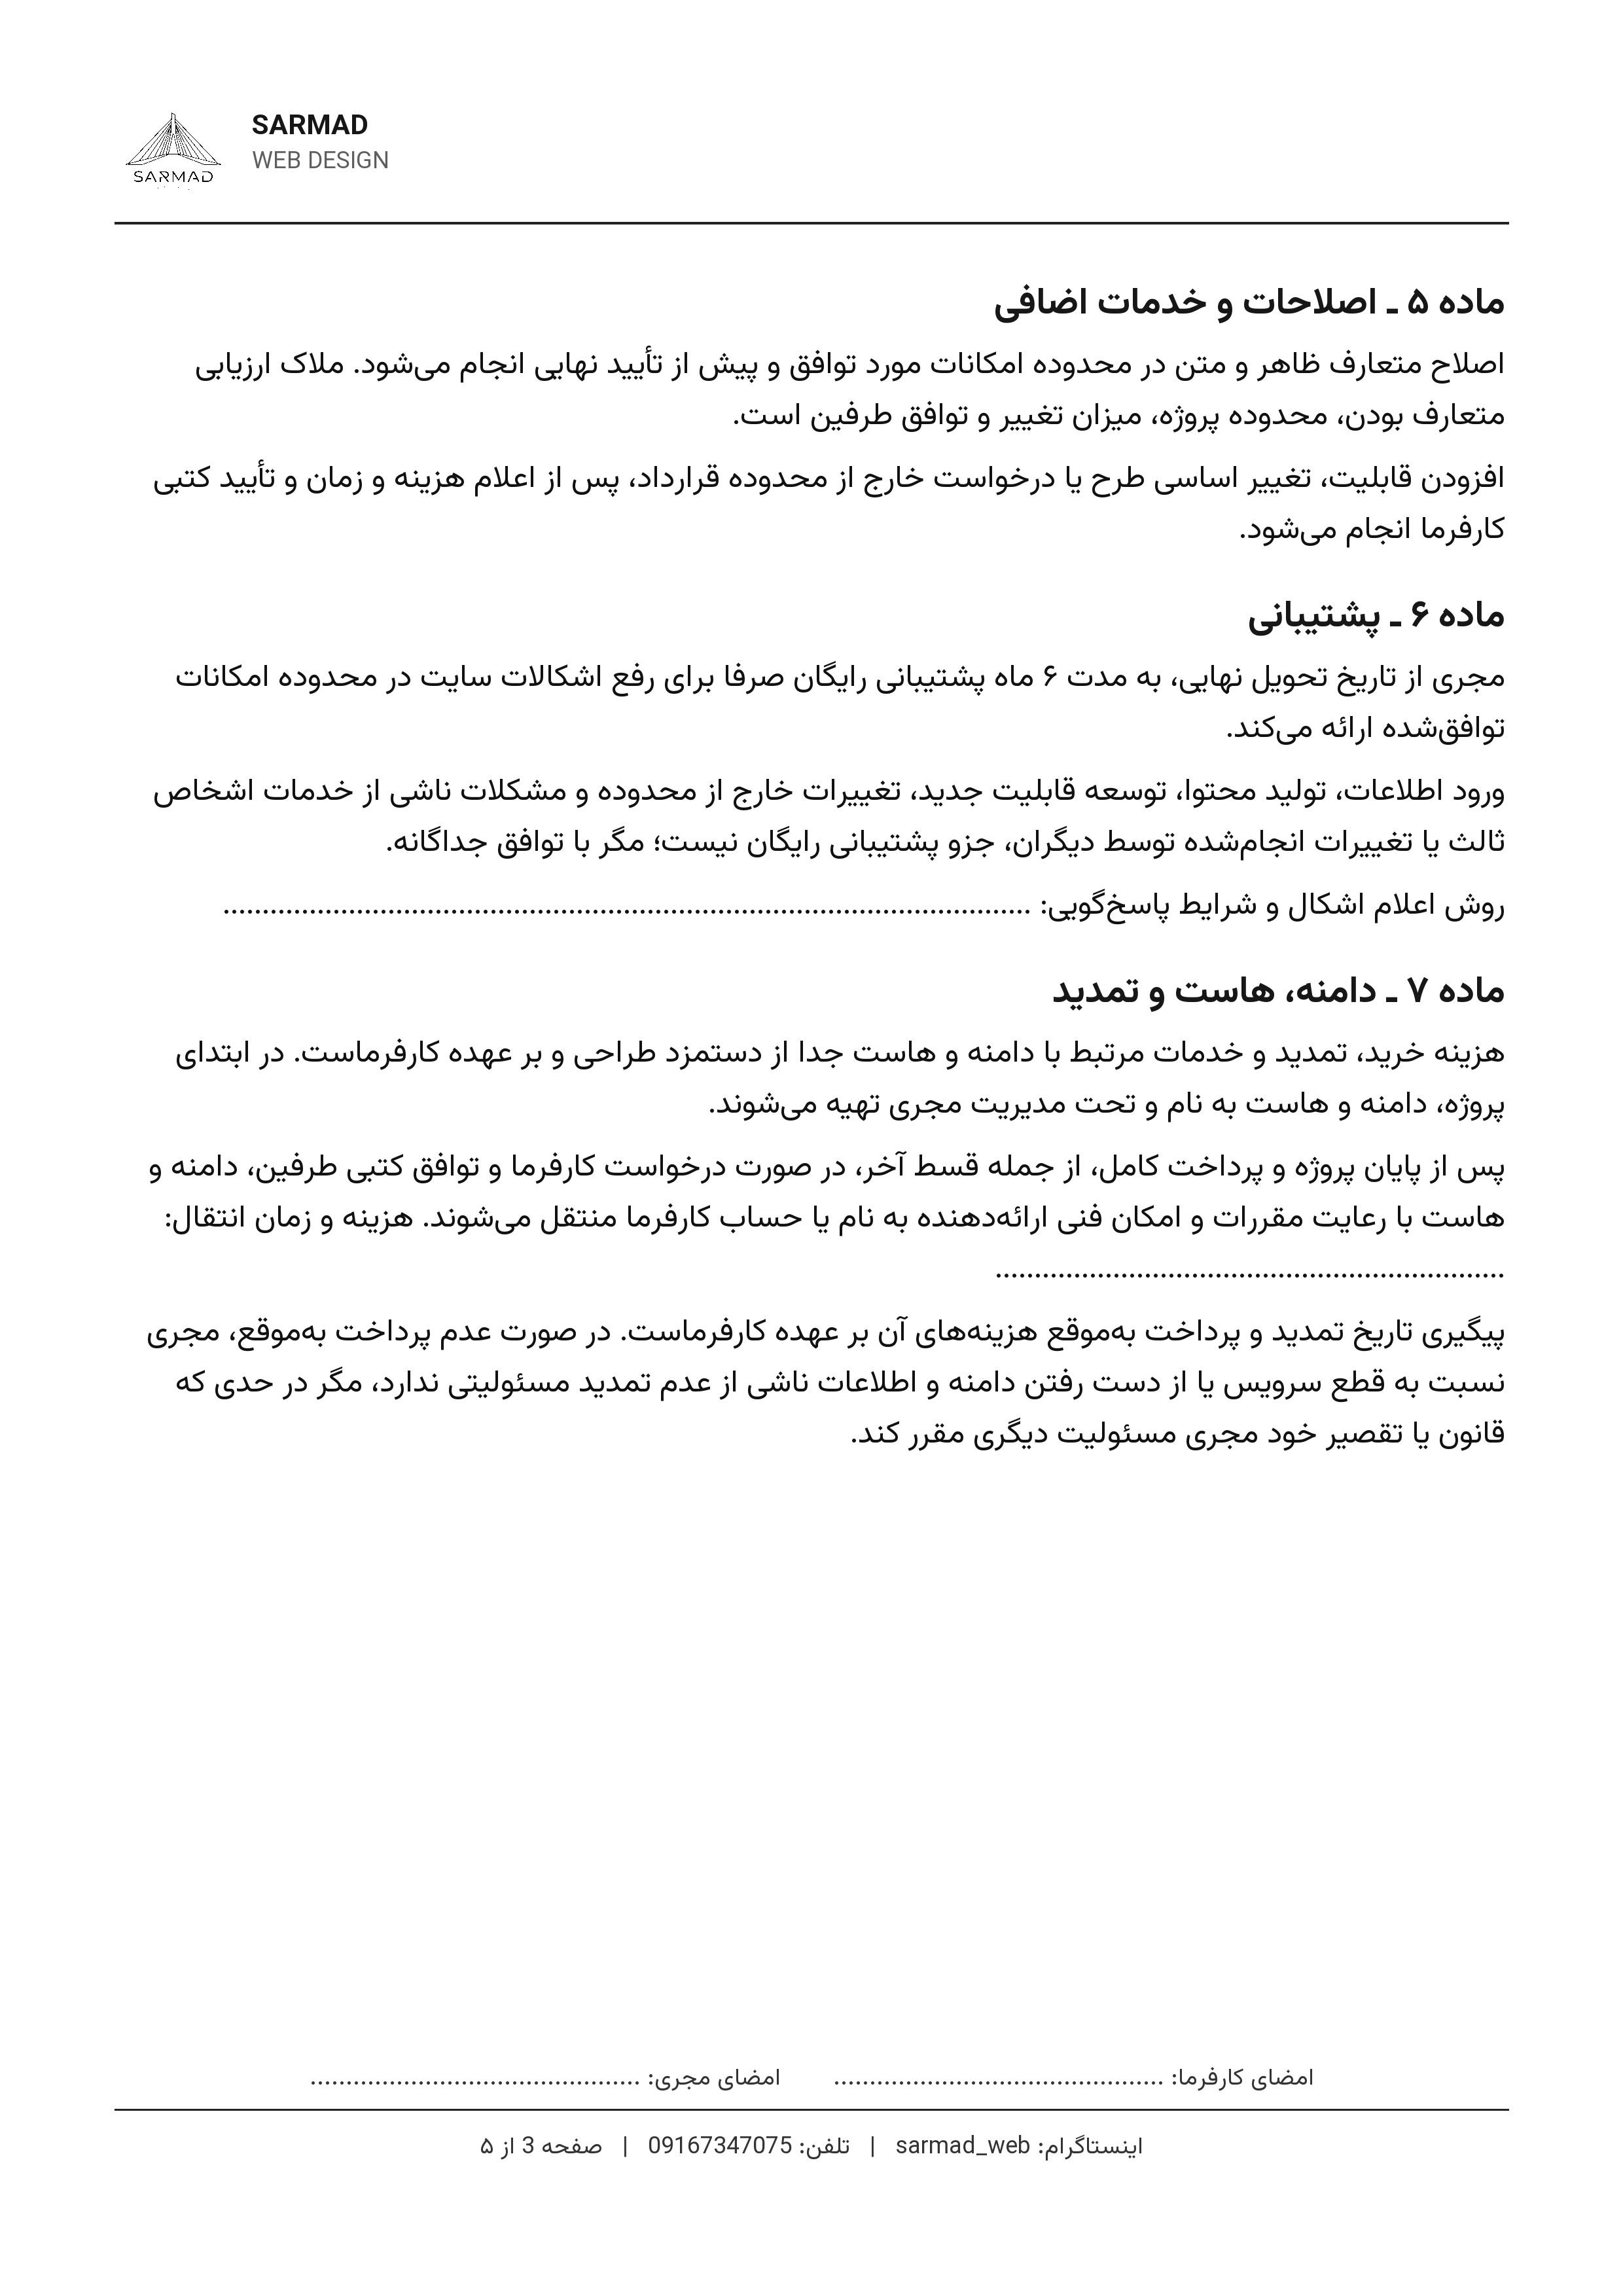 SARMAD
SARMAD
WEB DESIGN
ماده ۵ ـ اصلاحات و خدمات اضافی
اصلاح متعارف ظاهر و متن در محدوده امکانات مورد توافق و پیش از تأیید نهایی انجام می‌شود. ملاک ارزیابی
متعارف بودن، محدوده پروژه، میزان تغییر و توافق طرفین است.
افزودن قابلیت، تغییر اساسی طرح یا درخواست خارج از محدوده قرارداد، پس از اعلام هزینه و زمان و تأیید کتبی
کارفرما انجام می‌شود.
ماده ۶ ـ پشتیبانی
مجری از تاریخ تحویل نهایی، به مدت ۶ ماه پشتیبانی رایگان صرفا برای رفع اشکالات سایت در محدوده امکانات
توافق‌شده ارائه می‌کند.
ورود اطلاعات، تولید محتوا، توسعه قابلیت جدید، تغییرات خارج از محدوده و مشکلات ناشی از خدمات اشخاص
ثالث یا تغییرات انجام‌شده توسط دیگران، جزو پشتیبانی رایگان نیست؛ مگر با توافق جداگانه.
روش اعلام اشکال و شرایط پاسخ‌گویی: ........................................................................................................
ماده ۷ ـ دامنه، هاست و تمدید
هزینه خرید، تمدید و خدمات مرتبط با دامنه و هاست جدا از دستمزد طراحی و بر عهده کارفرماست. در ابتدای
پروژه، دامنه و هاست به نام و تحت مدیریت مجری تهیه می‌شوند.
پس از پایان پروژه و پرداخت کامل، از جمله قسط آخر، در صورت درخواست کارفرما و توافق کتبی طرفین، دامنه و
هاست با رعایت مقررات و امکان فنی ارائه‌دهنده به نام یا حساب کارفرما منتقل می‌شوند. هزینه و زمان انتقال:
.................................................................
پیگیری تاریخ تمدید و پرداخت به‌موقع هزینه‌های آن بر عهده کارفرماست. در صورت عدم پرداخت به‌موقع، مجری
نسبت به قطع سرویس یا از دست رفتن دامنه و اطلاعات ناشی از عدم تمدید مسئولیتی ندارد، مگر در حدی که
قانون یا تقصیر خود مجری مسئولیت دیگری مقرر کند.
امضای کارفرما: .............................................. امضای مجری: ..............................................
اینستاگرام: sarmad_web | تلفن: 09167347075 | صفحه 3 از ۵